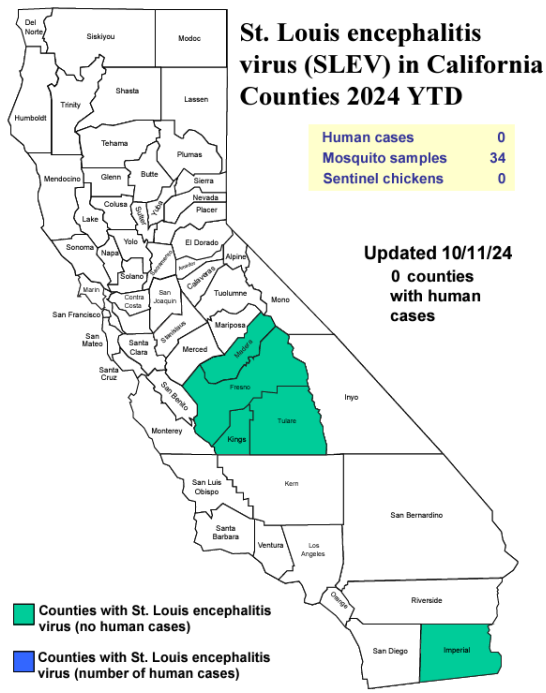 St. Louis encephalitis
virus (SLEV) in California
Counties 2024 YTD
Human cases 0
Mosquito samples 34
Sentinel chickens 0
Updated 10/11/24
0 counties
with human
cases
Del
Norte
Siskiyou
Modoc
Humboldt
Trinity
Shasta
Lassen
Tehama
Plumas
Mendocino
Glenn
Butte
Sierra
Colusa
Sutter
Yuba
Nevada
Placer
Lake
Sonoma
Napa
Yolo
Sacramento
El Dorado
Alpine
Amador
Solano
Calaveras
Marin
Contra
Costa
San
Joaquin
Tuolumne
Mono
San Francisco
San
Mateo
Santa
Clara
Stanislaus
Mariposa
Merced
Madera
Santa
Cruz
San Benito
Fresno
Inyo
Monterey
Kings
Tulare
San Luis
Obispo
Kern
San Bernardino
Santa
Barbara
Ventura
Los
Angeles
Orange
Riverside
San Diego
Imperial
Counties with St. Louis encephalitis
virus (no human cases)
Counties with St. Louis encephalitis
virus (number of human cases)